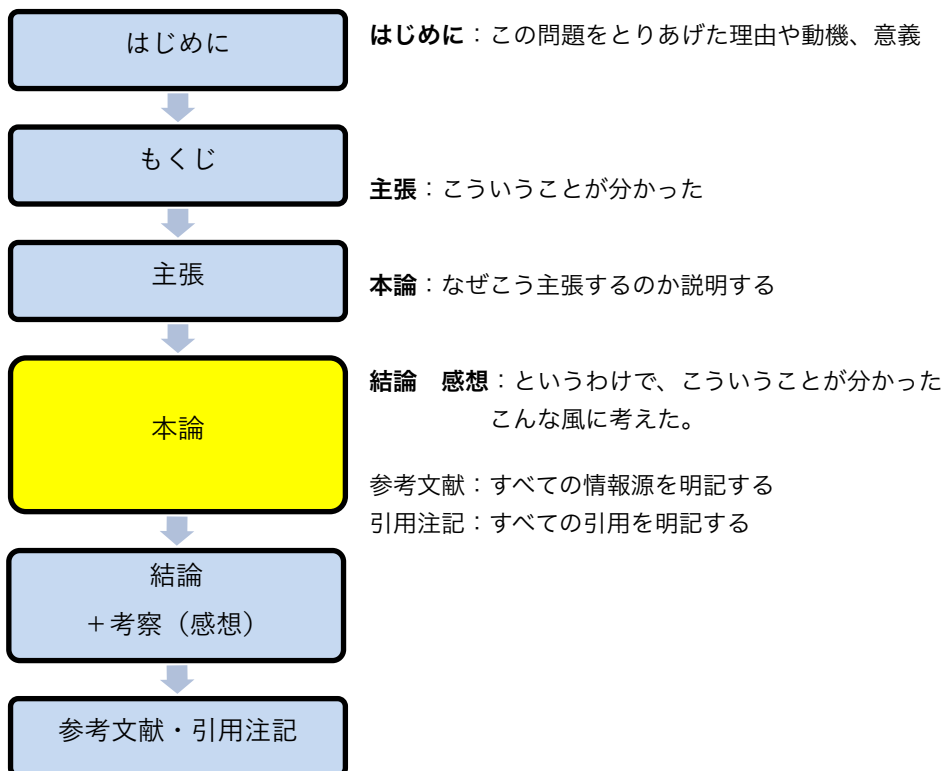 はじめに
もくじ
主張
本論
結論
＋考察（感想）
参考文献・引用注記
はじめに：この問題をとりあげた理由や動機、意義
主張：こういうことが分かった
本論：なぜこう主張するのか説明する
結論　感想：というわけで、こういうことが分かった
こんな風に考えた。
参考文献：すべての情報源を明記する
引用注記：すべての引用を明記する